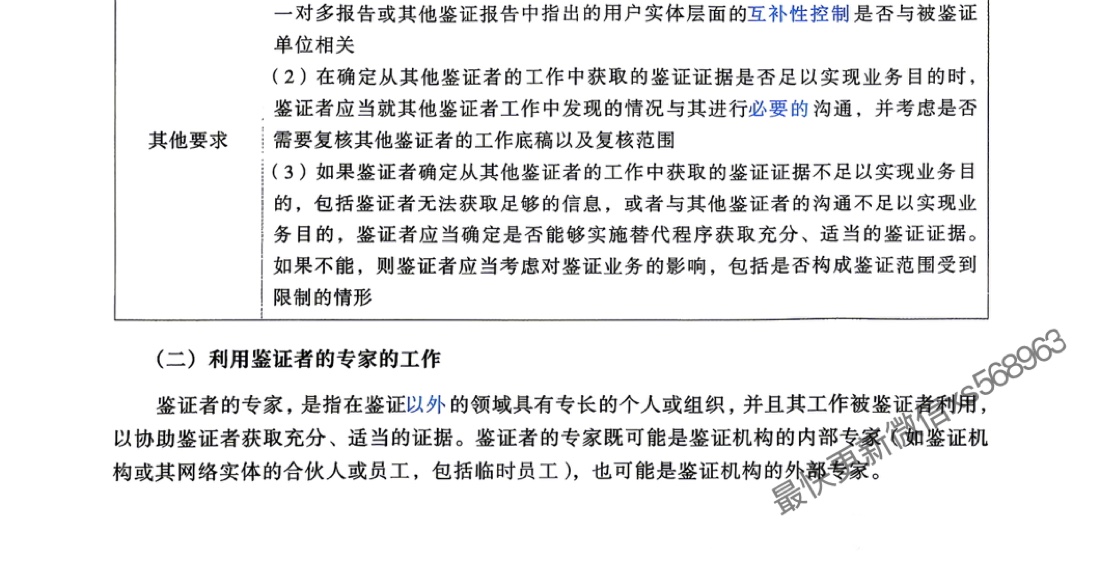 一对多报告或其他鉴证报告中指出的用户实体层面的互补性控制是否与被鉴证
单位相关
（2）在确定从其他鉴证者的工作中获取的鉴证证据是否足以实现业务目的时，
鉴证者应当就其他鉴证者工作中发现的情况与其进行必要的沟通，并考虑是否
其他要求
需要复核其他鉴证者的工作底稿以及复核范围
（3）如果鉴证者确定从其他鉴证者的工作中获取的鉴证证据不足以实现业务目
的，包括鉴证者无法获取足够的信息，或者与其他鉴证者的沟通不足以实现业
务目的，鉴证者应当确定是否能够实施替代程序获取充分、适当的鉴证证据。
如果不能，则鉴证者应当考虑对鉴证业务的影响，包括是否构成鉴证范围受到
限制的情形
（二）利用鉴证者的专家的工作
鉴证者的专家，是指在鉴证以外的领域具有专长的个人或组织，并且其工作被鉴证者利用，
以协助鉴证者获取充分、适当的证据。鉴证者的专家既可能是鉴证机构的内部专家（如鉴证机
构或其网络实体的合伙人或员工，包括临时员工），也可能是鉴证机构的外部专家。
最快更新微信xs568963